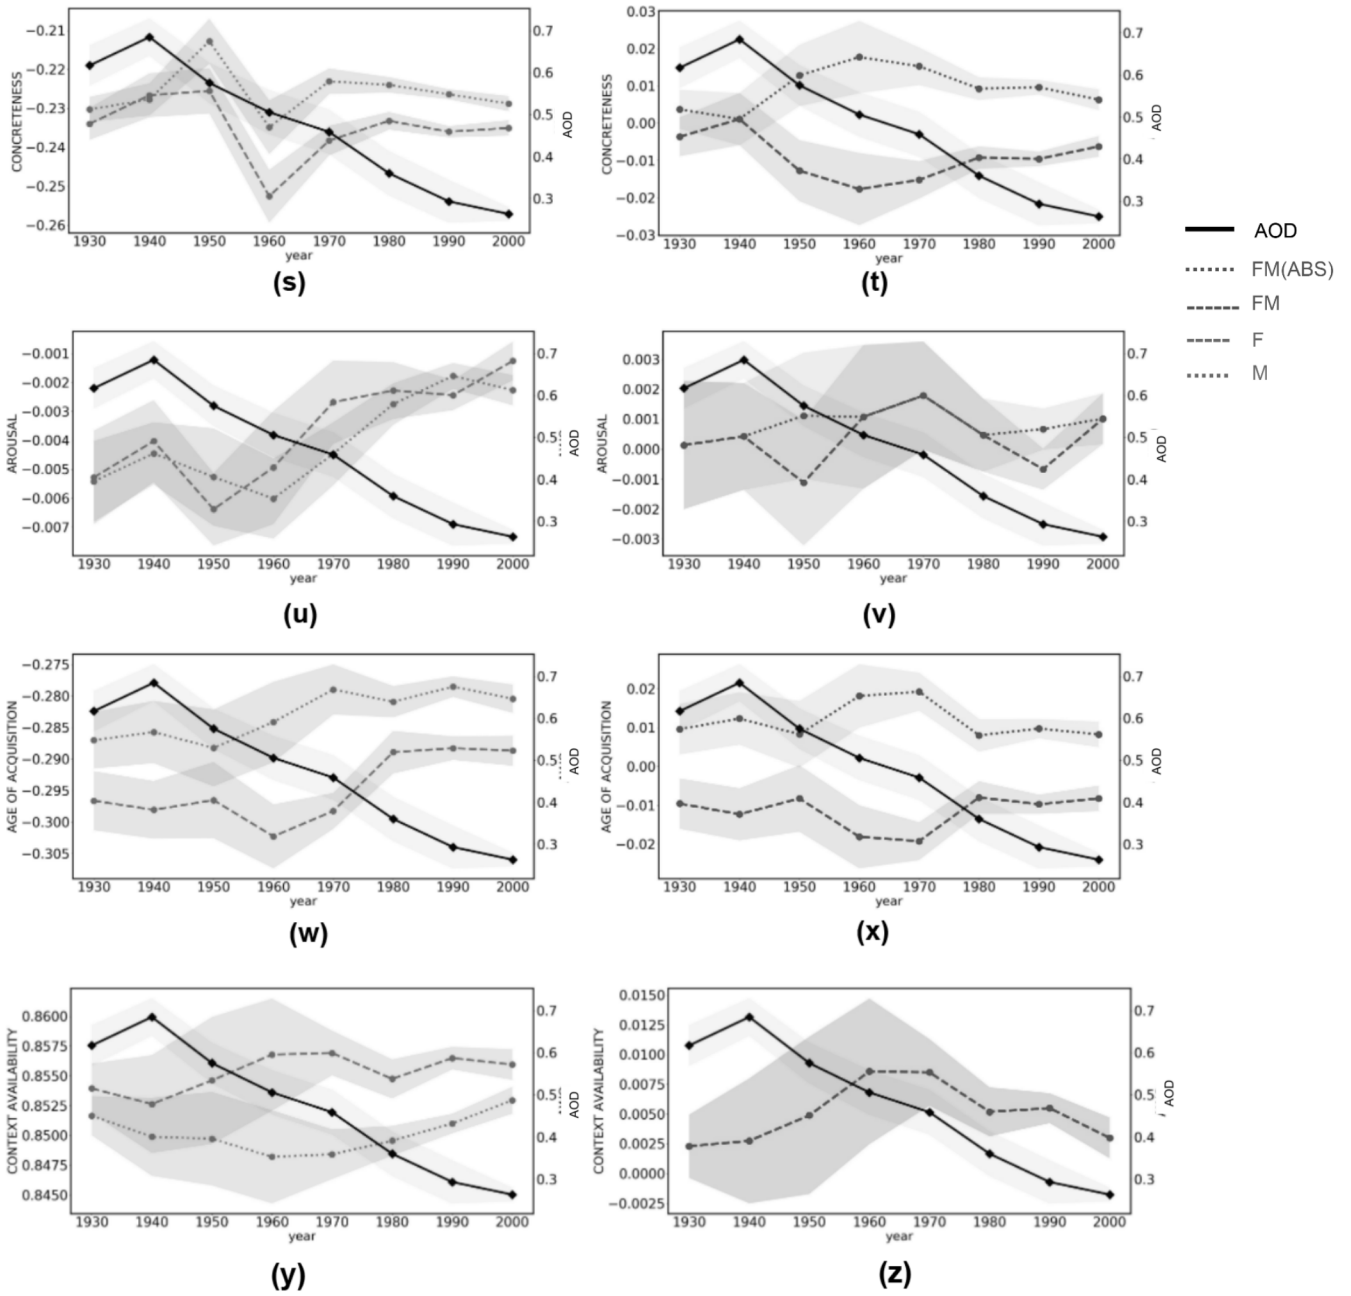 −0.21
−0.22
−0.23
−0.24
−0.25
−0.26
CONCRETENESS
0.7
0.6
0.5
0.4
0.3
AOD
1930 1940 1950 1960 1970 1980 1990 2000
year
(s)
0.03
0.02
0.01
0.00
−0.01
−0.02
−0.03
CONCRETENESS
0.7
0.6
0.5
0.4
0.3
AOD
1930 1940 1950 1960 1970 1980 1990 2000
year
(t)
AOD
FM(ABS)
FM
F
M
−0.001
−0.002
−0.003
−0.004
−0.005
−0.006
−0.007
AROUSAL
0.7
0.6
0.5
0.4
0.3
AOD
1930 1940 1950 1960 1970 1980 1990 2000
year
(u)
0.003
0.002
0.001
0.000
−0.001
−0.002
−0.003
AROUSAL
0.7
0.6
0.5
0.4
0.3
AOD
1930 1940 1950 1960 1970 1980 1990 2000
year
(v)
−0.275
−0.280
−0.285
−0.290
−0.295
−0.300
−0.305
AGE OF ACQUISITION
0.7
0.6
0.5
0.4
0.3
AOD
1930 1940 1950 1960 1970 1980 1990 2000
year
(w)
0.02
0.01
0.00
−0.01
−0.02
AGE OF ACQUISITION
0.7
0.6
0.5
0.4
0.3
AOD
1930 1940 1950 1960 1970 1980 1990 2000
year
(x)
0.8600
0.8575
0.8550
0.8525
0.8500
0.8475
0.8450
CONTEXT AVAILABILITY
0.7
0.6
0.5
0.4
0.3
AOD
1930 1940 1950 1960 1970 1980 1990 2000
year
(y)
0.0150
0.0125
0.0100
0.0075
0.0050
0.0025
0.0000
−0.0025
CONTEXT AVAILABILITY
0.7
0.6
0.5
0.4
0.3
AOD
1930 1940 1950 1960 1970 1980 1990 2000
year
(z)